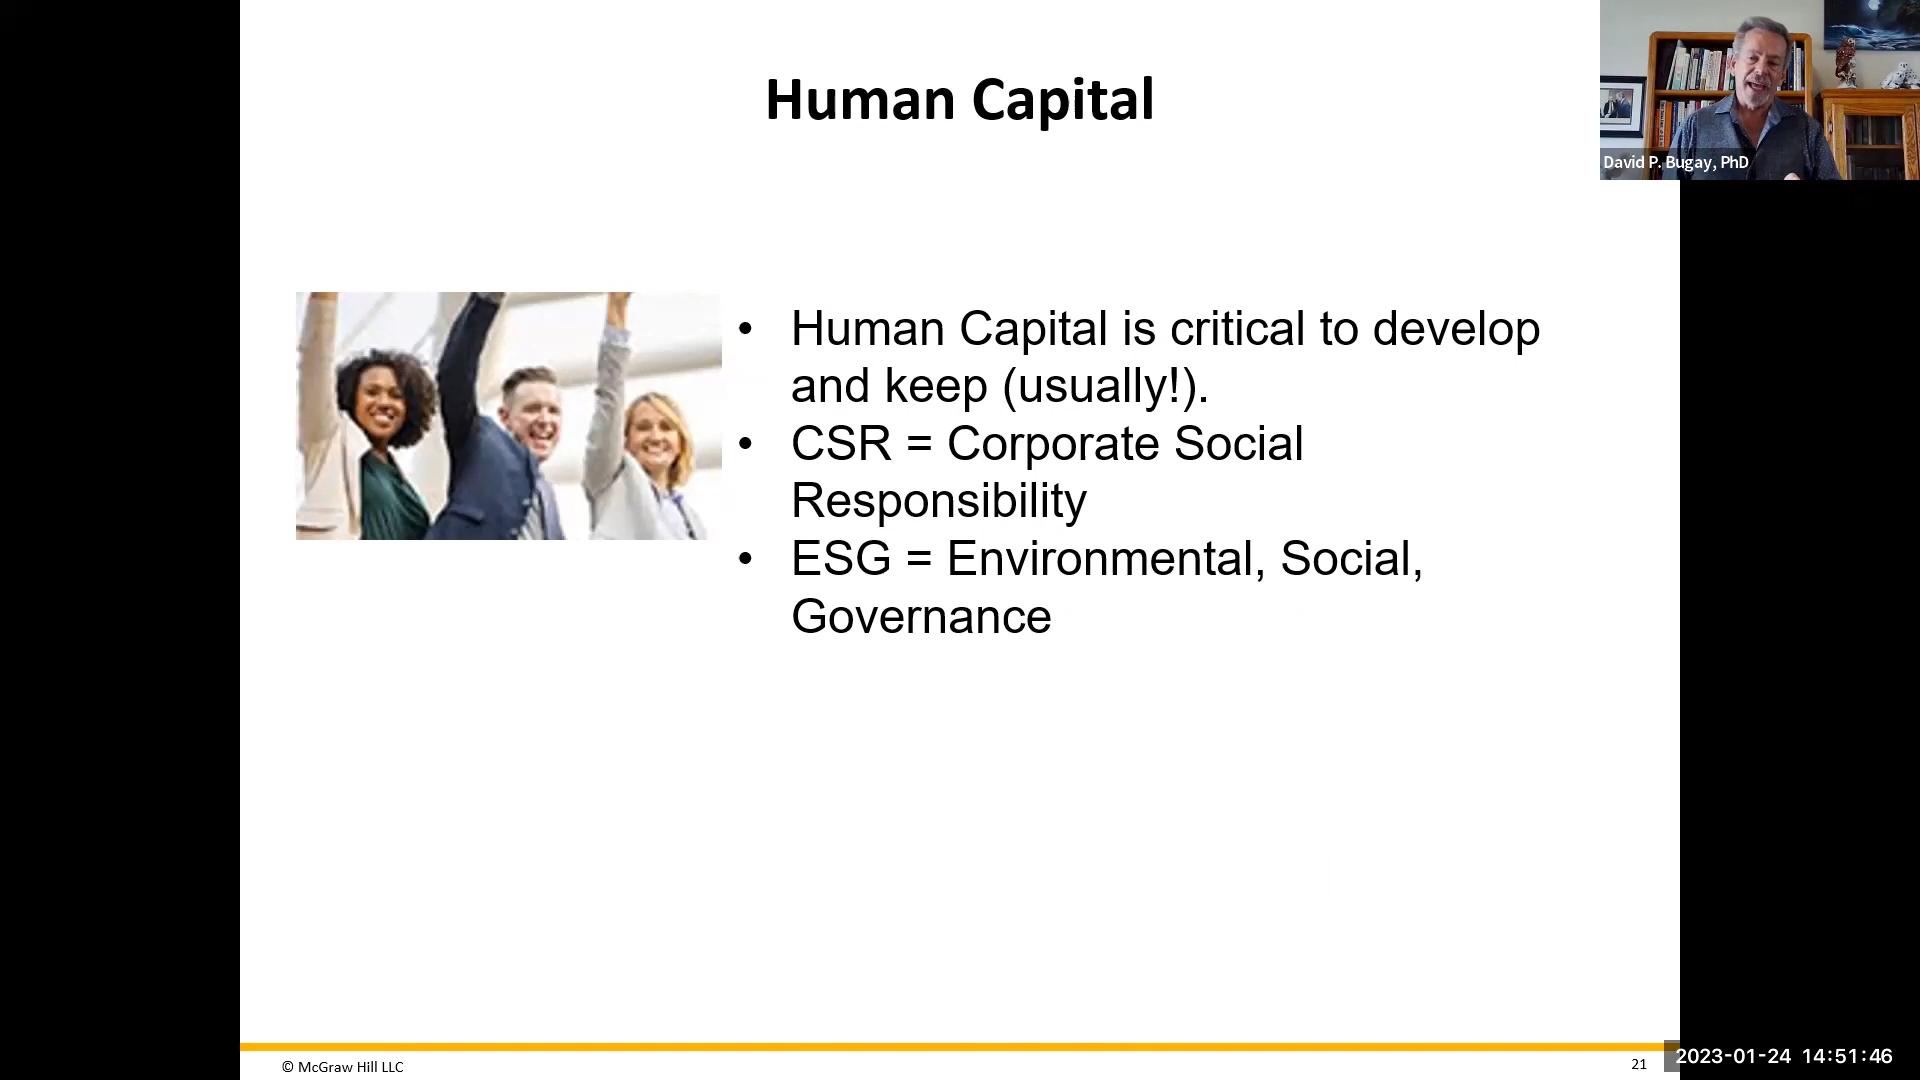 Human Capital
David P. Bugay, PhD
• Human Capital is critical to develop
and keep (usually!).
• CSR = Corporate Social
Responsibility
• ESG = Environmental, Social,
Governance
© McGraw Hill LLC
21
2023-01-24 14:51:46